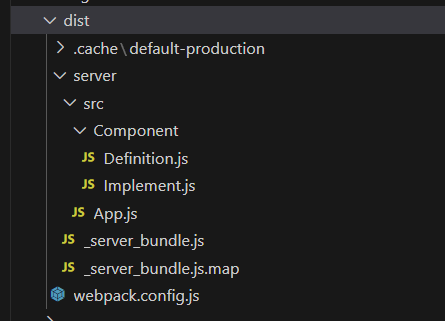 dist
.cache\default-production
server
src
Component
JS Definition.js
JS Implement.js
JS App.js
JS _server_bundle.js
JS _server_bundle.js.map
webpack.config.js